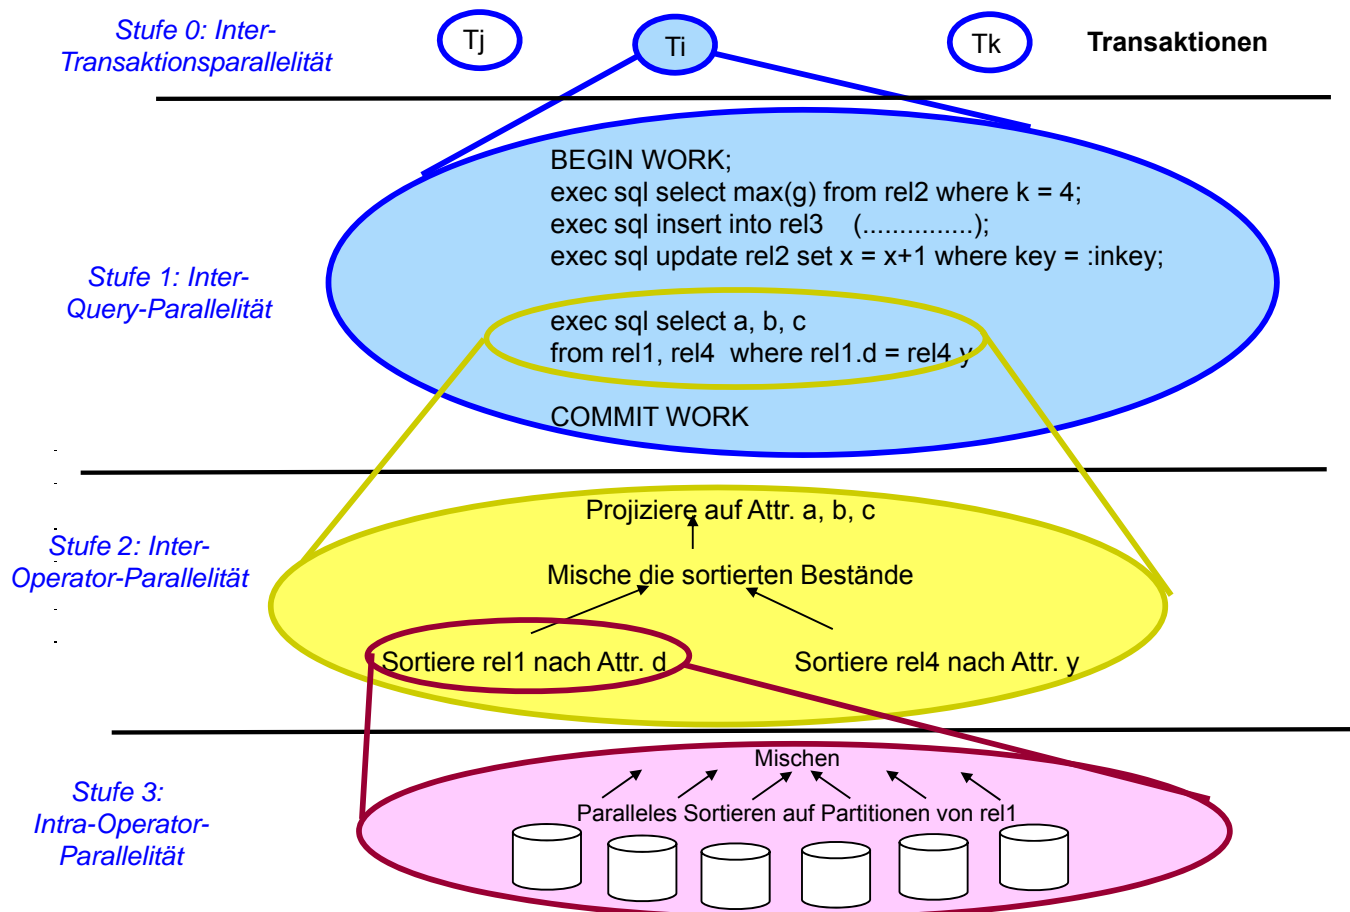 Stufe 0: Inter-
Transaktionsparallelität
Tj
Ti
Tk
Transaktionen
BEGIN WORK;
exec sql select max(g) from rel2 where k = 4;
exec sql insert into rel3 (...............);
exec sql update rel2 set x = x+1 where key = :inkey;
Stufe 1: Inter-
Query-Parallelität
exec sql select a, b, c
from rel1, rel4 where rel1.d = rel4.y
COMMIT WORK
Stufe 2: Inter-
Operator-Parallelität
Projiziere auf Attr. a, b, c
Mische die sortierten Bestände
Sortiere rel1 nach Attr. d
Sortiere rel4 nach Attr. y
Stufe 3:
Intra-Operator-
Parallelität
Mischen
Paralleles Sortieren auf Partitionen von rel1